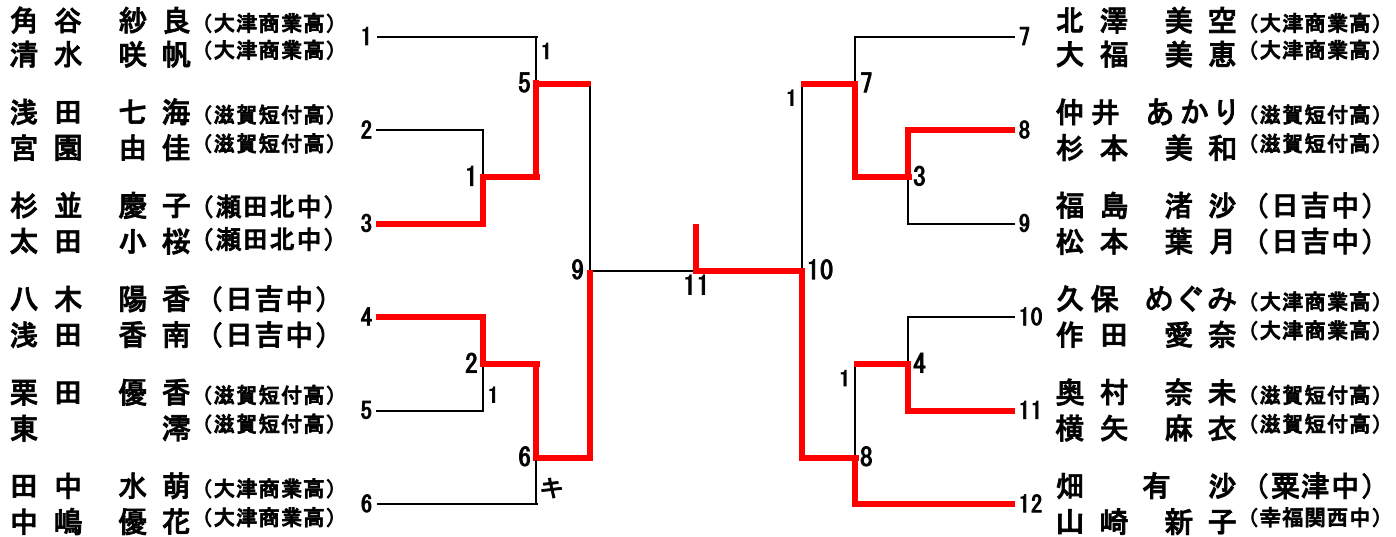 角谷 紗良（大津商業高）
清水 咲帆（大津商業高）
1
浅田 七海（滋賀短付高）
宮園 由佳（滋賀短付高）
2
杉並 慶子（瀬田北中）
太田 小桜（瀬田北中）
3
八木 陽香（日吉中）
浅田 香南（日吉中）
4
栗田 優香（滋賀短付高）
東 澪（滋賀短付高）
5
田中 水萌（大津商業高）
中嶋 優花（大津商業高）
6
1
5
1
2
1
6
キ
9
11
10
1
7
3
4
1
8
7
北澤 美空（大津商業高）
大福 美恵（大津商業高）
8
仲井 あかり（滋賀短付高）
杉本 美和（滋賀短付高）
9
福島 渚沙（日吉中）
松本 葉月（日吉中）
10
久保 めぐみ（大津商業高）
作田 愛奈（大津商業高）
11
奥村 奈未（滋賀短付高）
横矢 麻衣（滋賀短付高）
12
畑 有沙（粟津中）
山崎 新子（幸福関西中）